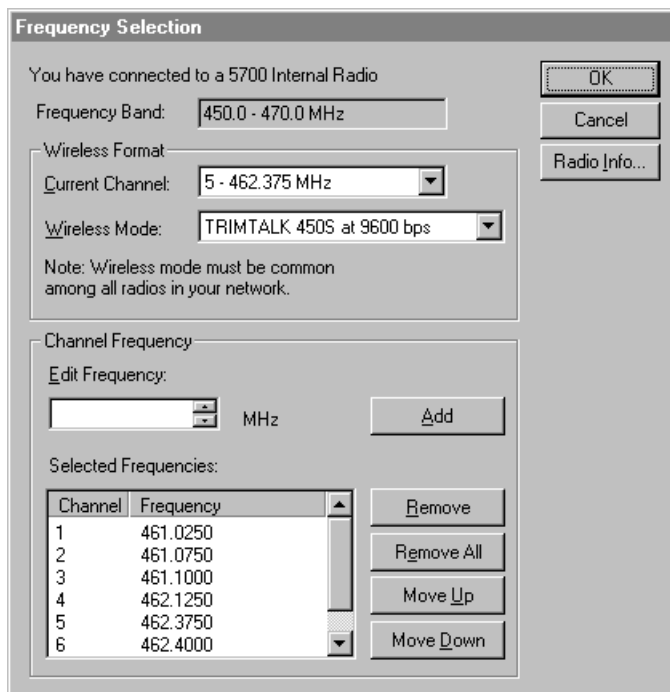 Frequency Selection
You have connected to a 5700 Internal Radio
OK
Frequency Band: 450.0 - 470.0 MHz
Cancel
Wireless Format
Radio Info...
Current Channel: 5 - 462.375 MHz
Wireless Mode: TRIMTALK 450S at 9600 bps
Note: Wireless mode must be common
among all radios in your network.
Channel Frequency
Edit Frequency:
MHz
Add
Selected Frequencies:
Channel Frequency
1 461.0250
2 461.0750
3 461.1000
4 462.1250
5 462.3750
6 462.4000
Remove
Remove All
Move Up
Move Down